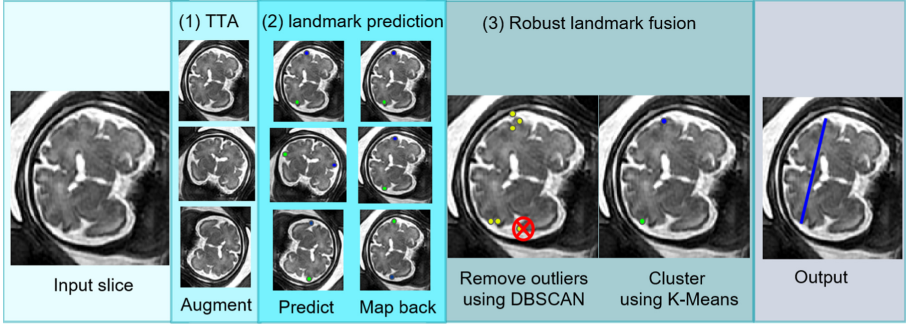 (1) TTA
(2) landmark prediction
(3) Robust landmark fusion
Input slice
Augment
Predict
Map back
Remove outliers
using DBSCAN
Cluster
using K-Means
Output